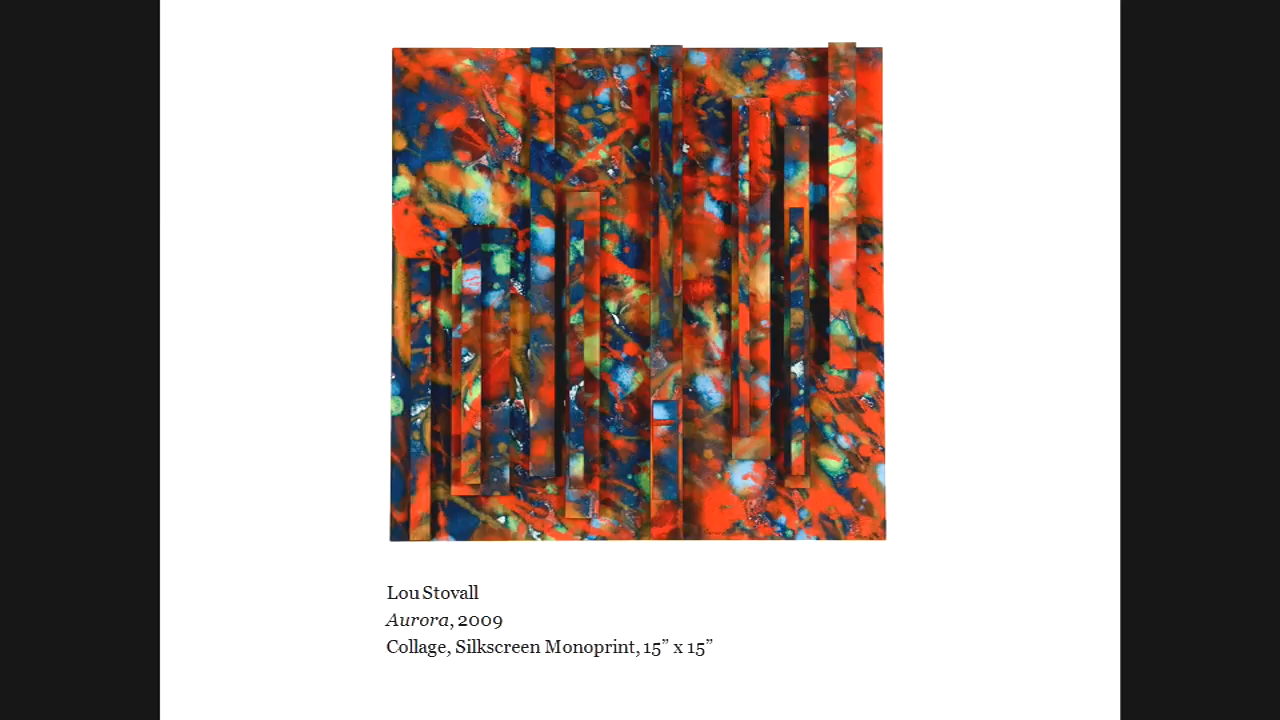 Lou Stovall
Aurora, 2009
Collage, Silkscreen Monoprint, 15” x 15”